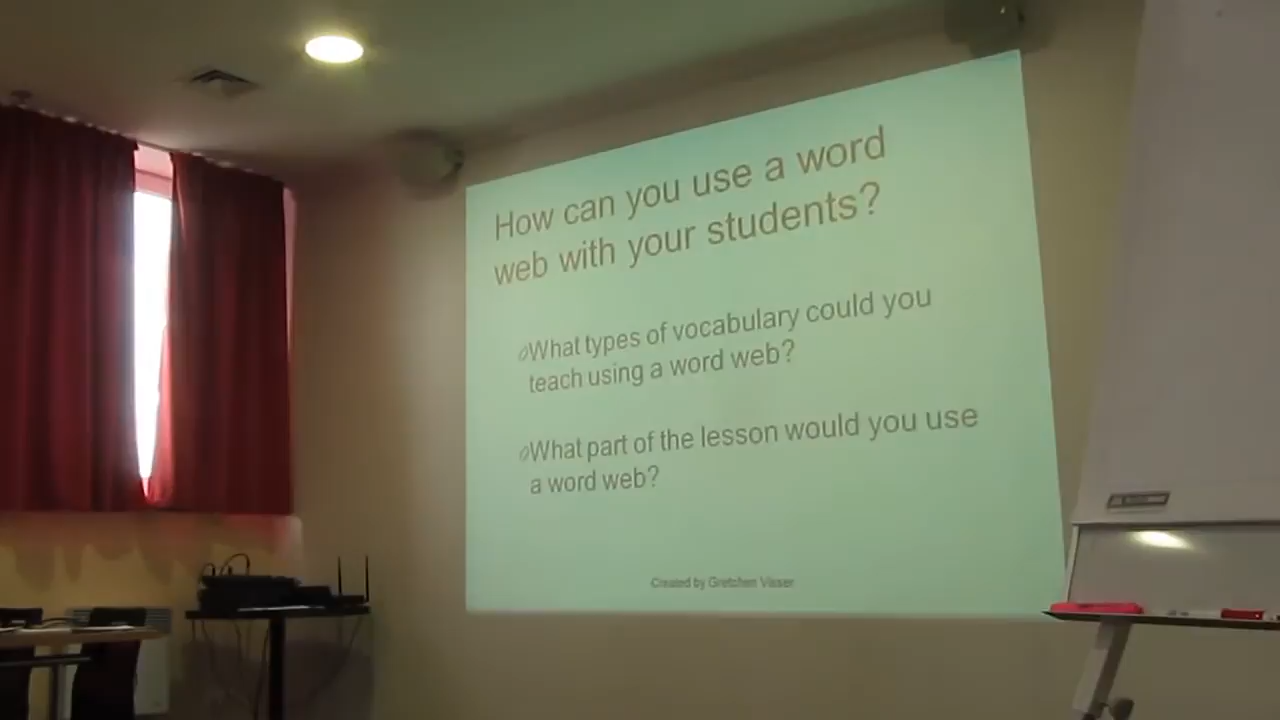 How can you use a word
web with your students?
What types of vocabulary could you
teach using a word web?
What part of the lesson would you use
a word web?
Created by Gretchen Visser